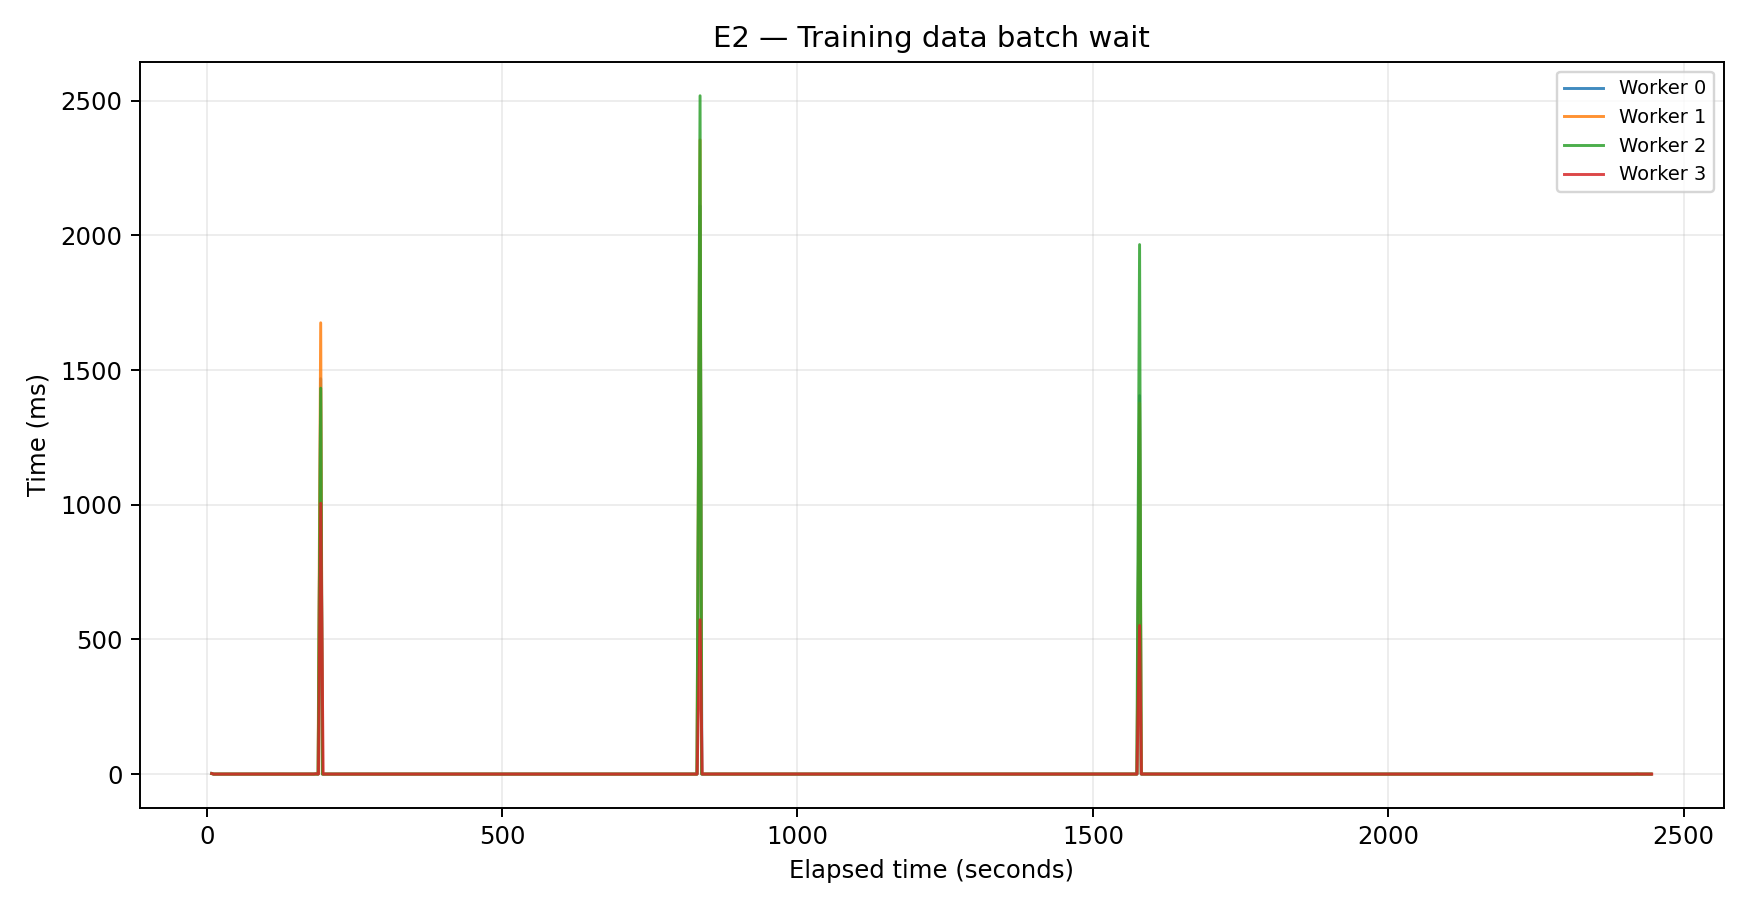 E2 — Training data batch wait
Time (ms)
2500
2000
1500
1000
500
0
Worker 0
Worker 1
Worker 2
Worker 3
0 500 1000 1500 2000 2500
Elapsed time (seconds)